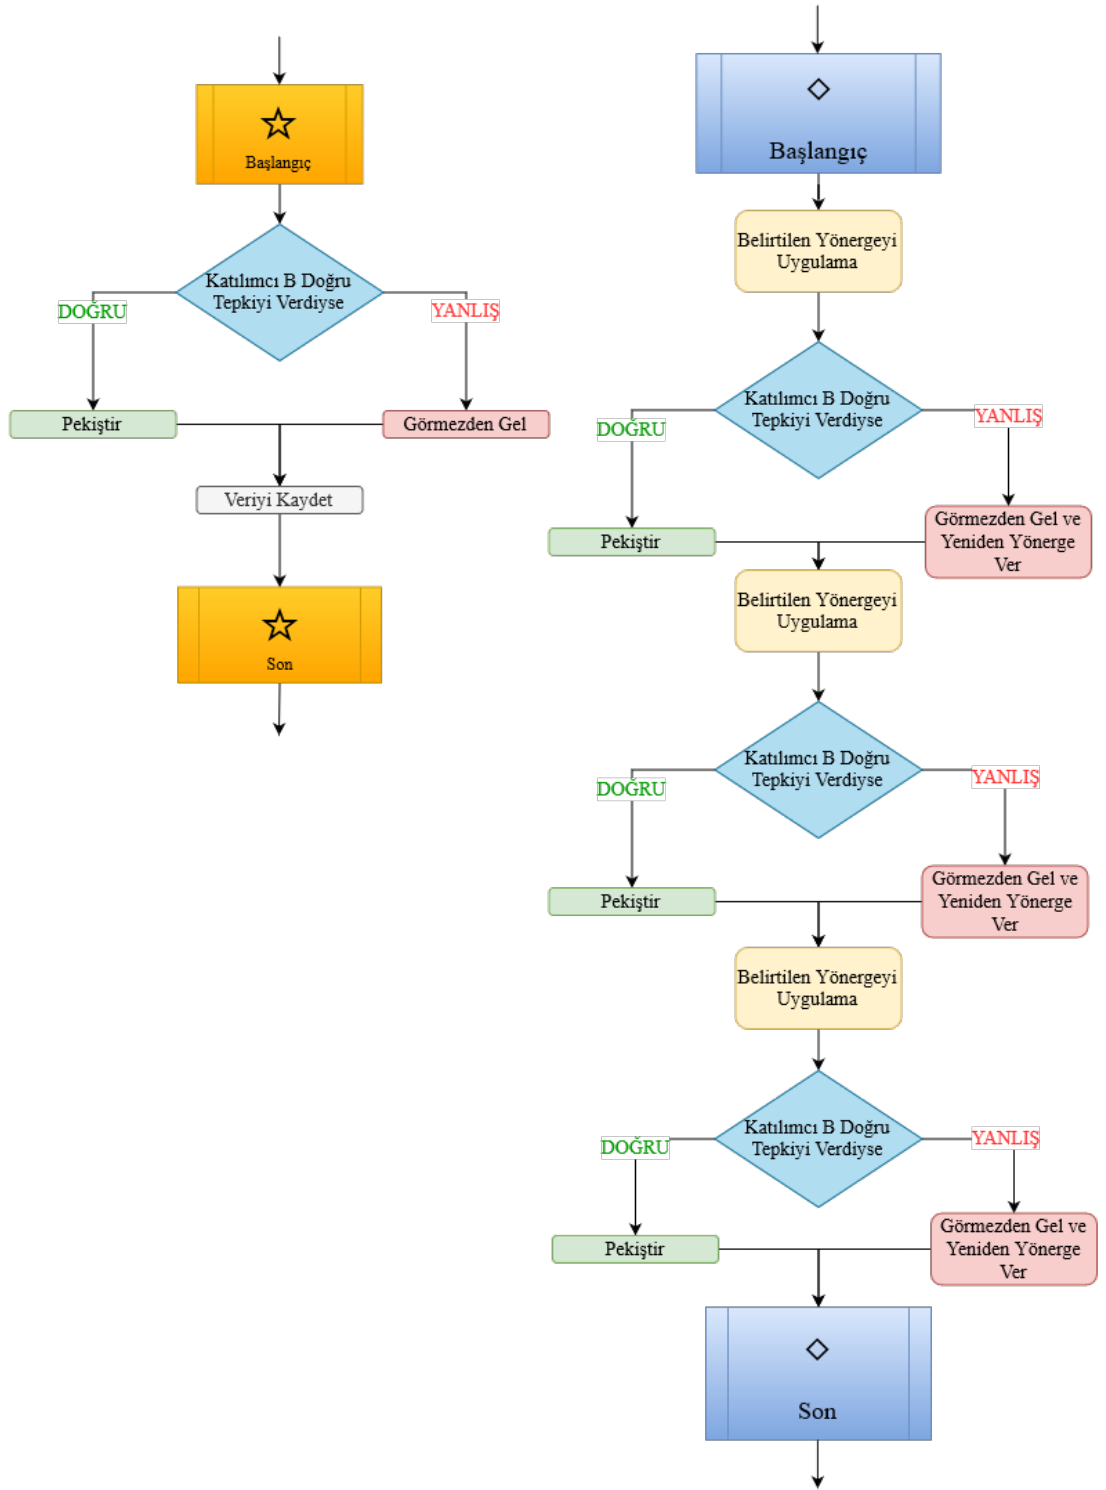 ☆
Başlangıç
Katılımcı B Doğru
Tepkiyi Verdiyse
DOĞRU
YANLIŞ
Pekiştir
Görmezden Gel
Veriyi Kaydet
☆
Son
◇
Başlangıç
Belirtilen Yönergeyi
Uygulama
Katılımcı B Doğru
Tepkiyi Verdiyse
DOĞRU
YANLIŞ
Pekiştir
Görmezden Gel ve
Yeniden Yönerge
Ver
Belirtilen Yönergeyi
Uygulama
Katılımcı B Doğru
Tepkiyi Verdiyse
DOĞRU
YANLIŞ
Pekiştir
Görmezden Gel ve
Yeniden Yönerge
Ver
Belirtilen Yönergeyi
Uygulama
Katılımcı B Doğru
Tepkiyi Verdiyse
DOĞRU
YANLIŞ
Pekiştir
Görmezden Gel ve
Yeniden Yönerge
Ver
◇
Son